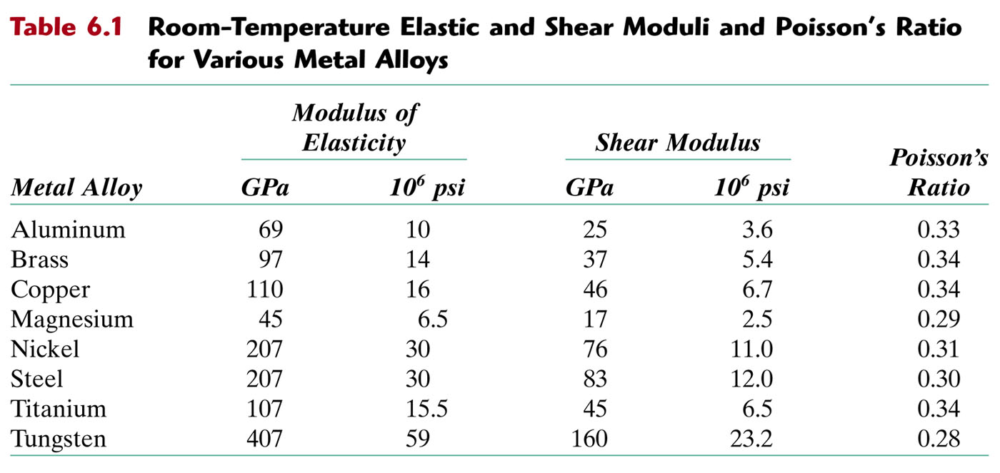 Table 6.1 Room-Temperature Elastic and Shear Moduli and Poisson's Ratio
for Various Metal Alloys
Modulus of
Elasticity Shear Modulus Poisson's
Metal Alloy GPa 10⁶ psi GPa 10⁶ psi Ratio
Aluminum 69 10 25 3.6 0.33
Brass 97 14 37 5.4 0.34
Copper 110 16 46 6.7 0.34
Magnesium 45 6.5 17 2.5 0.29
Nickel 207 30 76 11.0 0.31
Steel 207 30 83 12.0 0.30
Titanium 107 15.5 45 6.5 0.34
Tungsten 407 59 160 23.2 0.28